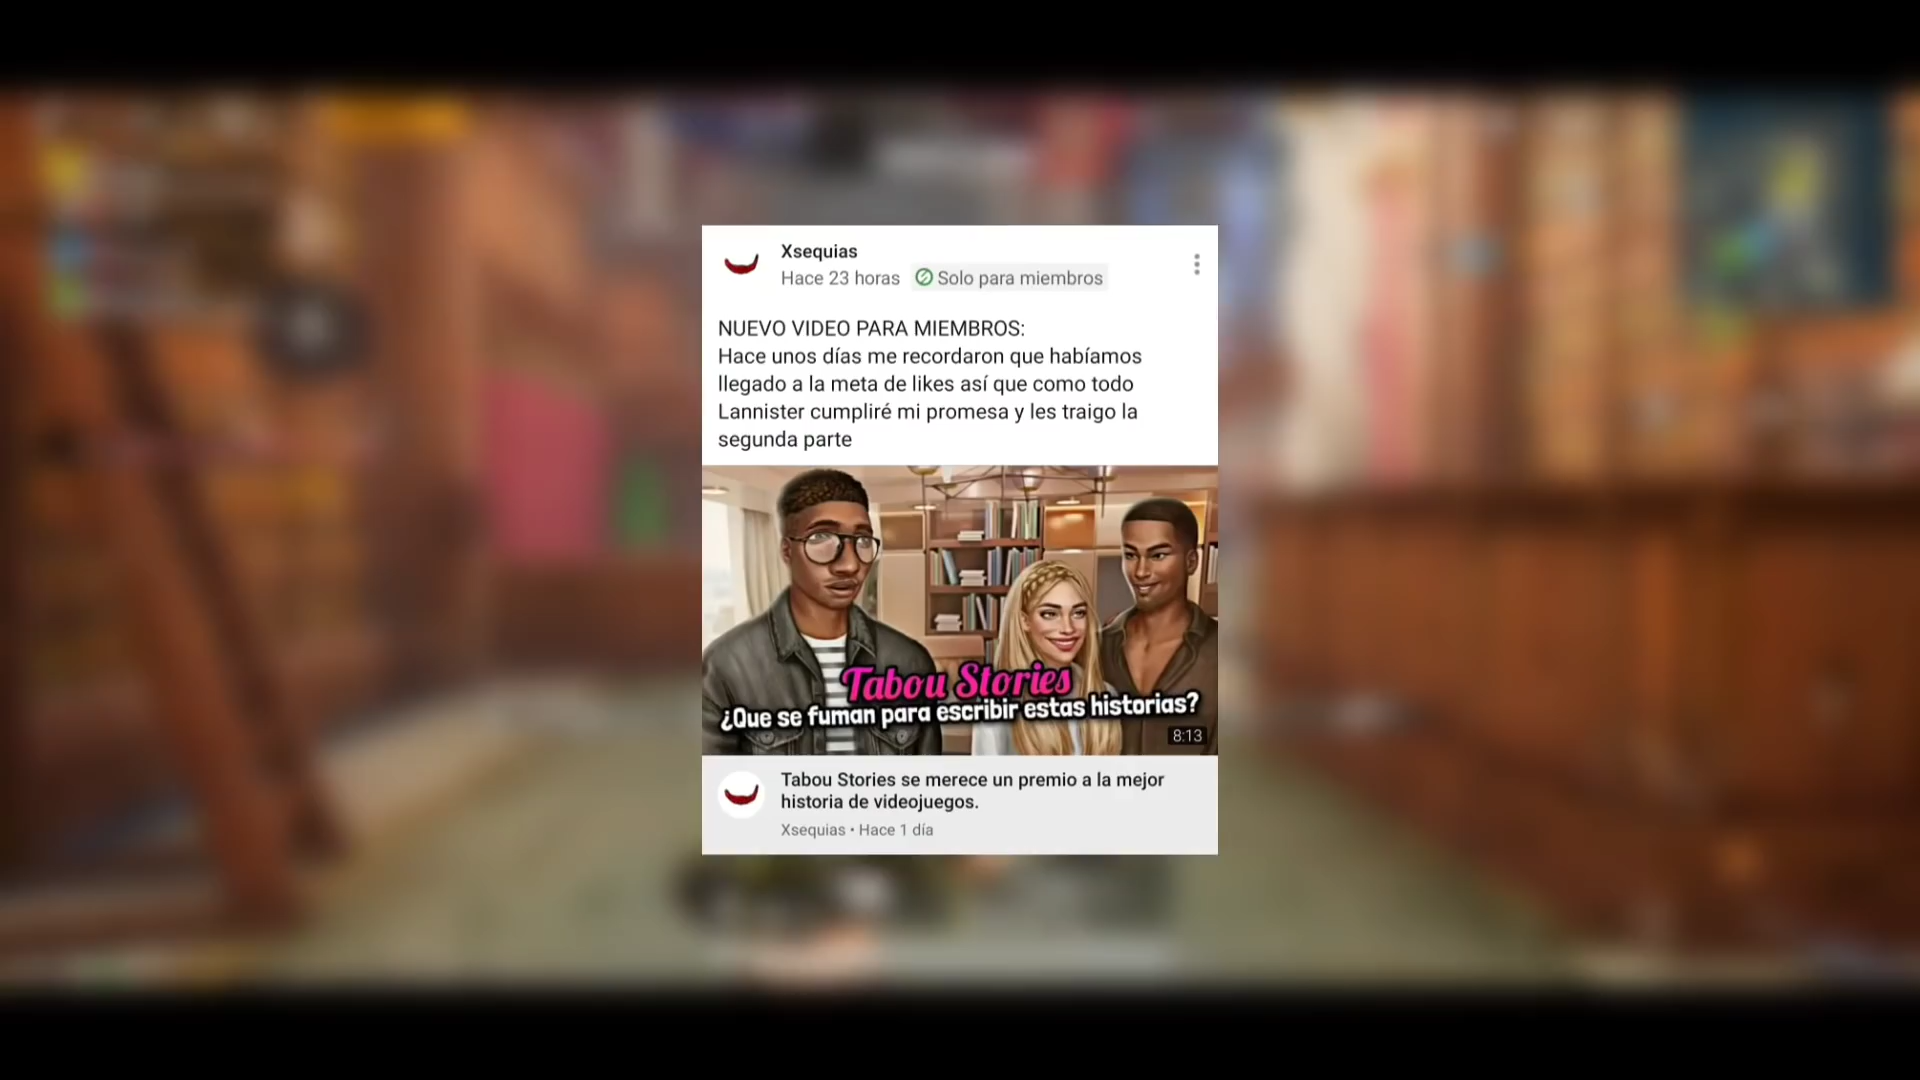 Xsequias
Hace 23 horas Solo para miembros
NUEVO VIDEO PARA MIEMBROS:
Hace unos días me recordaron que habíamos
llegado a la meta de likes así que como todo
Lannister cumpliré mi promesa y les traigo la
segunda parte
Tabou Stories
¿Que se fuman para escribir estas historias?
8:13
Tabou Stories se merece un premio a la mejor
historia de videojuegos.
Xsequias • Hace 1 día